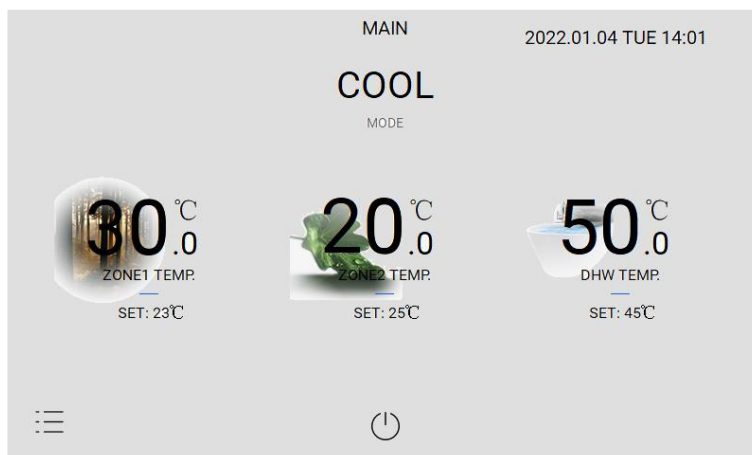 MAIN
2022.01.04 TUE 14:01
COOL
MODE
30.0℃
20.0℃
50.0℃
ZONE1 TEMP.
ZONE2 TEMP.
DHW TEMP.
SET: 23℃
SET: 25℃
SET: 45℃